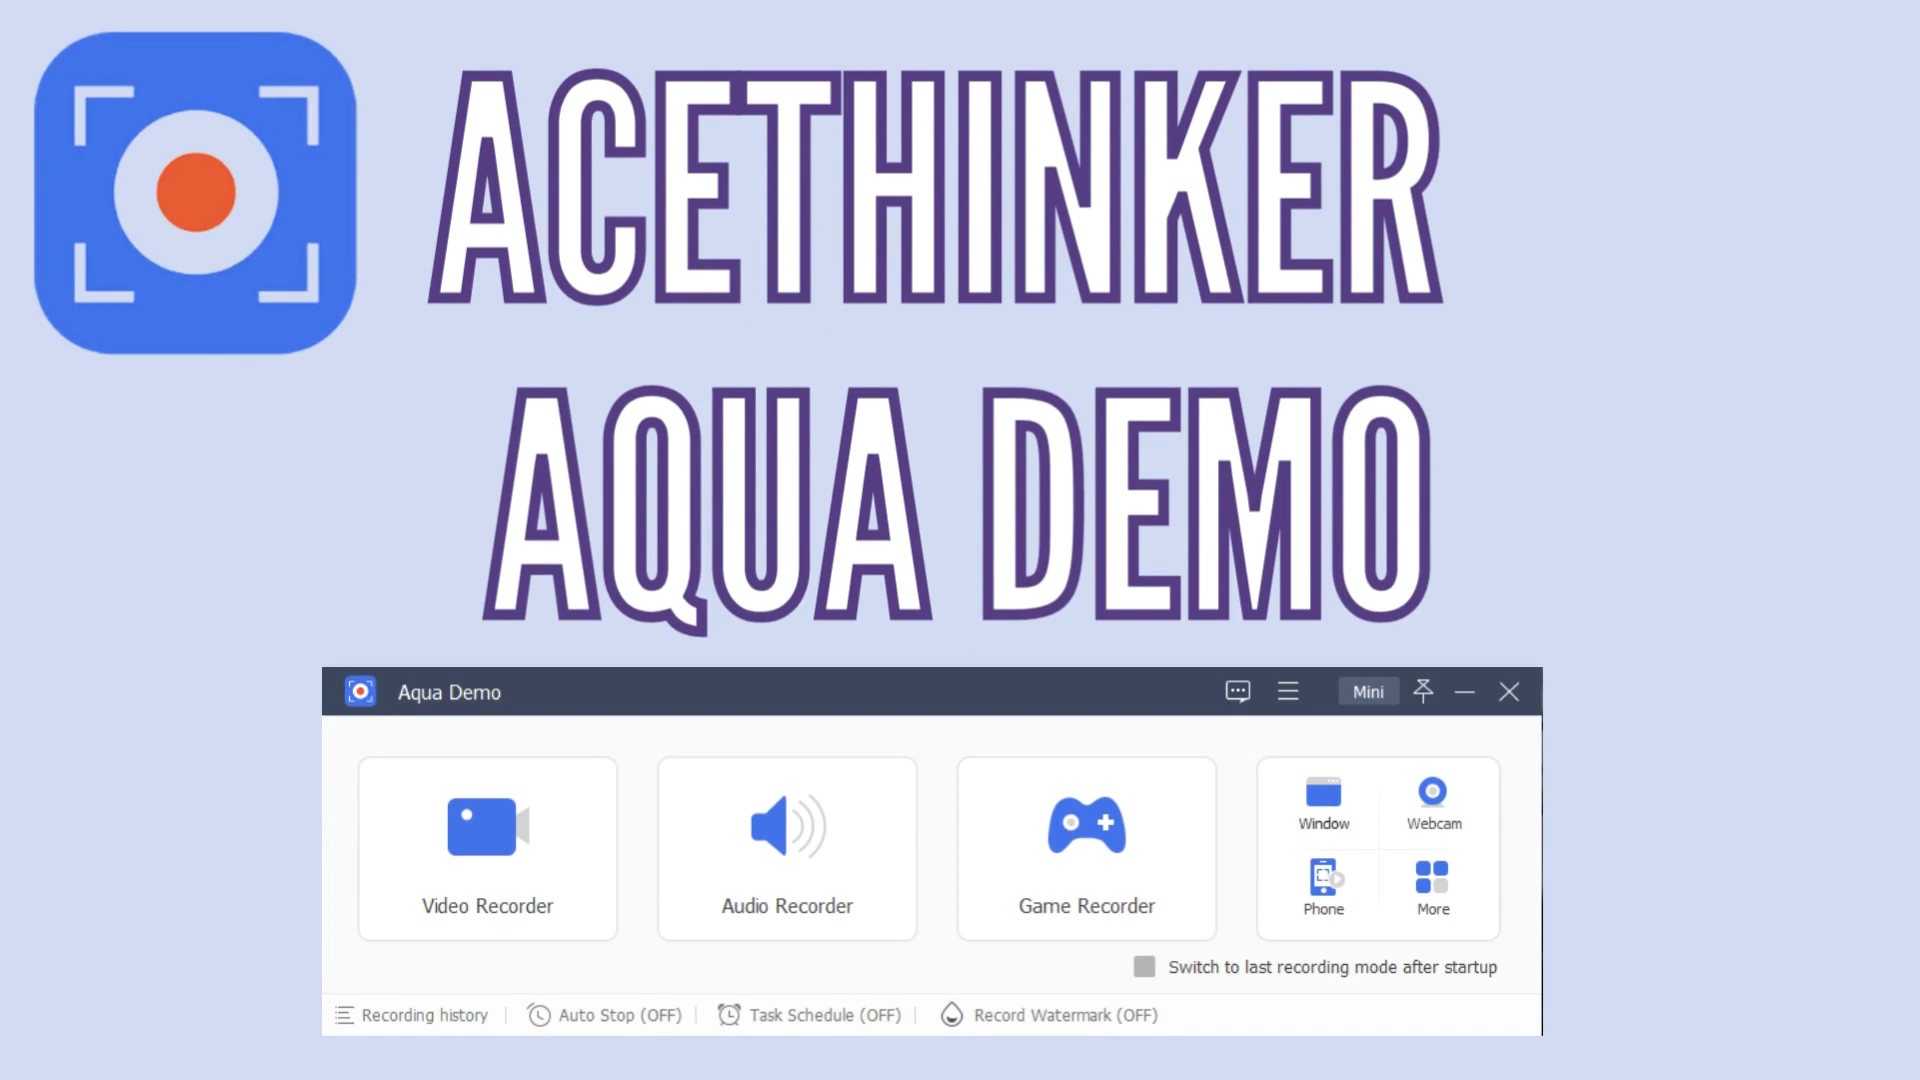 ACETHINKER
AQUA DEMO
Aqua Demo
Mini
Video Recorder
Audio Recorder
Game Recorder
Window
Webcam
Phone
More
Switch to last recording mode after startup
Recording history
Auto Stop (OFF)
Task Schedule (OFF)
Record Watermark (OFF)